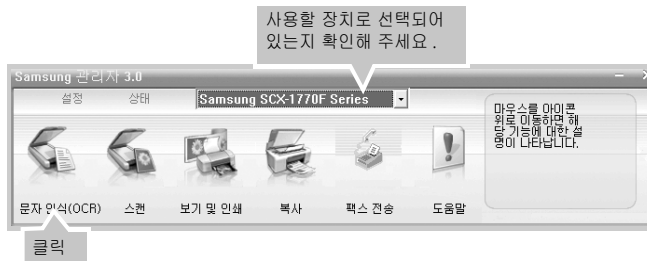 사용할 장치로 선택되어
있는지 확인해 주세요 .
Samsung 관리자 3.0
설정 상태 Samsung SCX-1770F Series
마우스를 아이콘
위로 이동하면 해
당 기능에 대한 설
명이 나타납니다.
문자 인식(OCR) 스캔 보기 및 인쇄 복사 팩스 전송 도움말
클릭